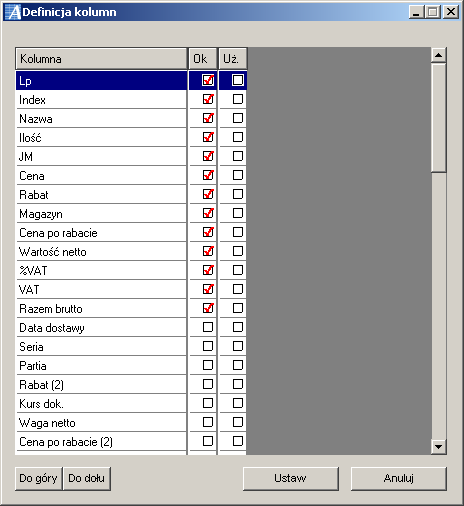 Definicja kolumn
Kolumna Ok Uż.
Lp
Index
Nazwa
Ilość
JM
Cena
Rabat
Magazyn
Cena po rabacie
Wartość netto
%VAT
VAT
Razem brutto
Data dostawy
Seria
Partia
Rabat (2)
Kurs dok.
Waga netto
Cena po rabacie (2)
Do góry Do dołu Ustaw Anuluj